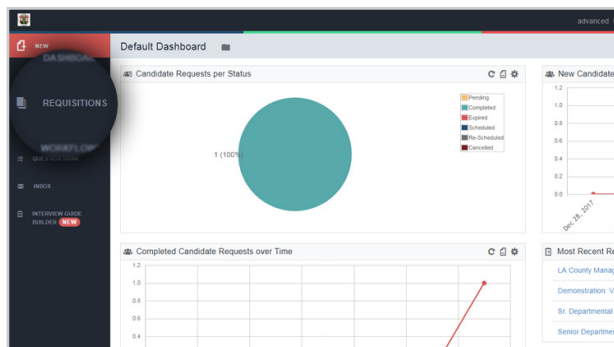 advanced
NEW
Default Dashboard
DASHBOARD
REQUISITIONS
WORKFLOW
QUESTION BANK
INBOX
INTERVIEW GUIDE
BUILDER NEW
Candidate Requests per Status
1 (100%)
Pending
Completed
Expired
Scheduled
Re-Scheduled
Cancelled
New Candidate
1.2
1.0
0.8
0.6
0.4
0.2
0.0
Dec 28, 2017
Completed Candidate Requests over Time
1.2
1.0
0.8
0.6
0.4
Most Recent Re
LA County Manag
Demonstration: V
Sr. Departmental
Senior Departmen